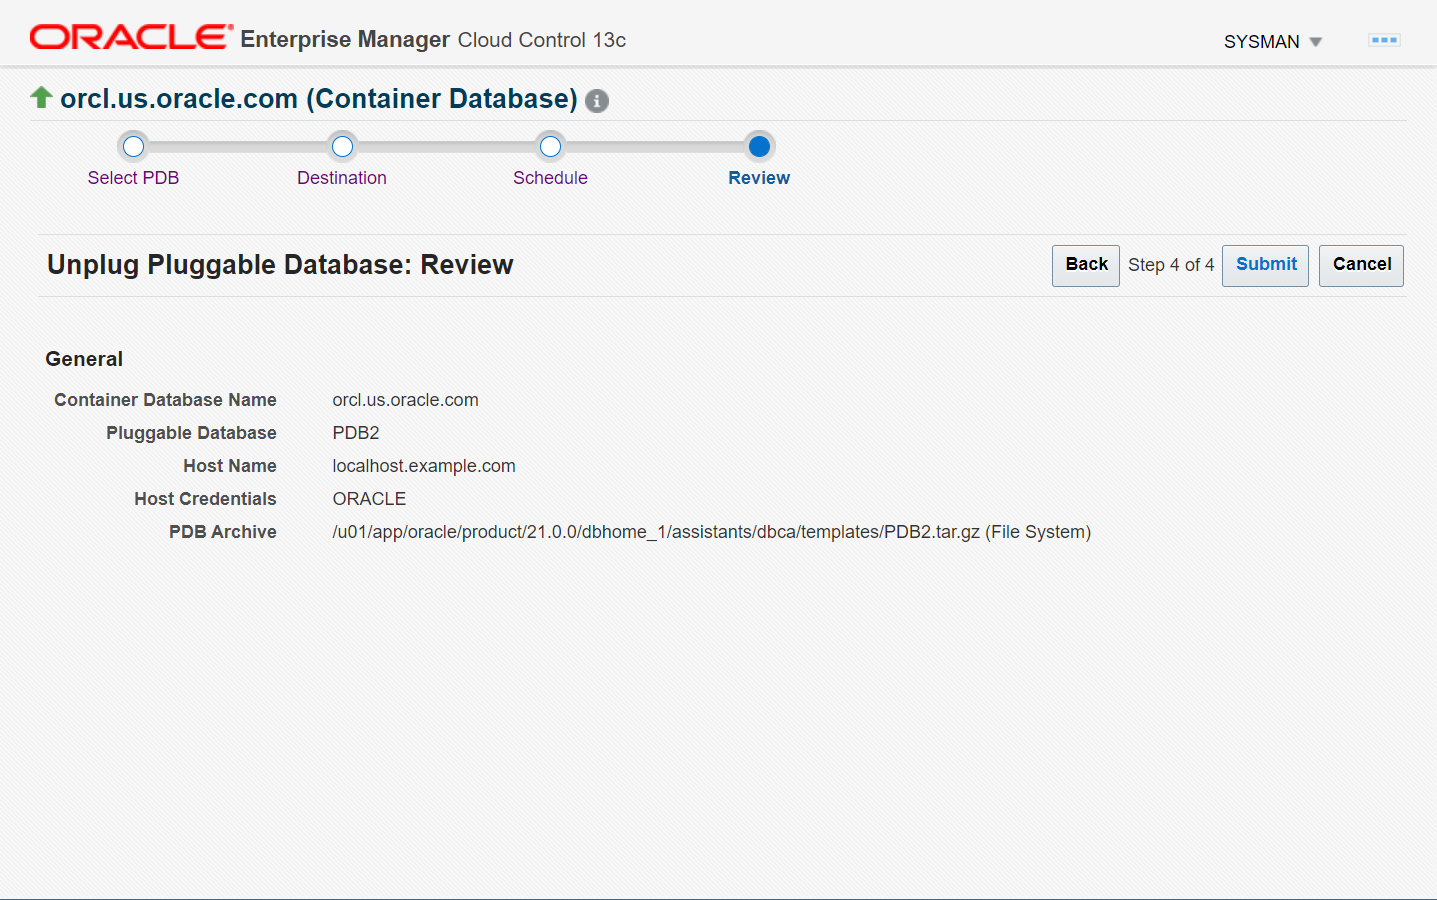 ORACLE Enterprise Manager Cloud Control 13c SYSMAN
orcl.us.oracle.com (Container Database)
Select PDB Destination Schedule Review
Unplug Pluggable Database: Review Back Step 4 of 4 Submit Cancel
General
Container Database Name orcl.us.oracle.com
Pluggable Database PDB2
Host Name localhost.example.com
Host Credentials ORACLE
PDB Archive /u01/app/oracle/product/21.0.0/dbhome_1/assistants/dbca/templates/PDB2.tar.gz (File System)